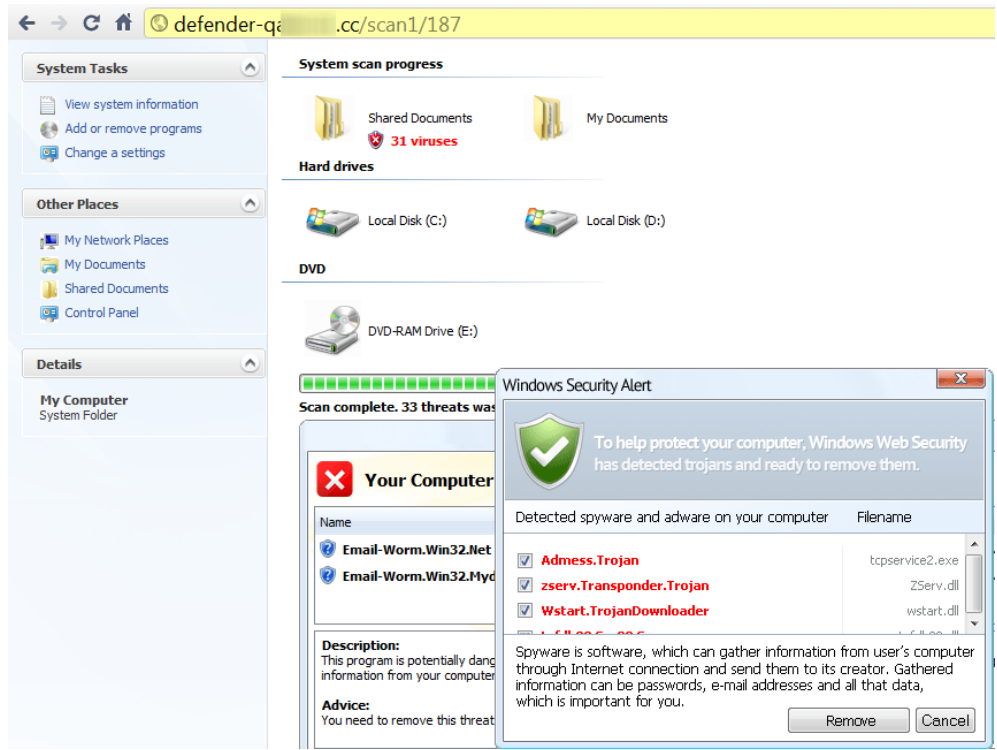 defender-qa .cc/scan1/187
System Tasks
View system information
Add or remove programs
Change a settings
Other Places
My Network Places
My Documents
Shared Documents
Control Panel
Details
My Computer
System Folder
System scan progress
Shared Documents
31 viruses
My Documents
Hard drives
Local Disk (C:)
Local Disk (D:)
DVD
DVD-RAM Drive (E:)
Scan complete. 33 threats was
Your Computer
Name
Email-Worm.Win32.Net
Email-Worm.Win32.Myd
Description:
This program is potentially dang
information from your computer
Advice:
You need to remove this threat
Windows Security Alert
To help protect your computer, Windows Web Security
has detected trojans and ready to remove them.
Detected spyware and adware on your computer Filename
Admess.Trojan tcpservice2.exe
zserv.Transponder.Trojan ZServ.dll
Wstart.TrojanDownloader wstart.dll
Spyware is software, which can gather information from user's computer
through Internet connection and send them to its creator. Gathered
information can be passwords, e-mail addresses and all that data,
which is important for you.
Remove Cancel